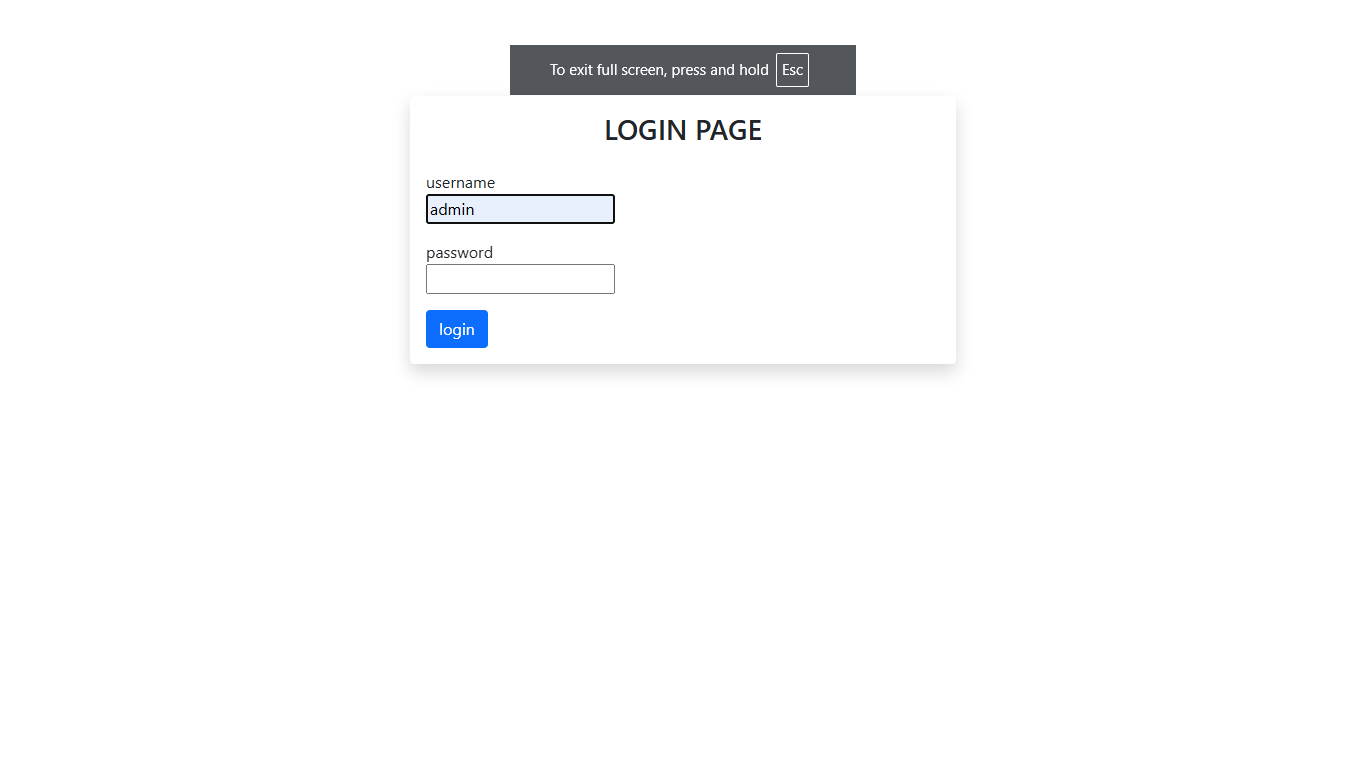 To exit full screen, press and hold Esc
LOGIN PAGE
username
admin
password
login